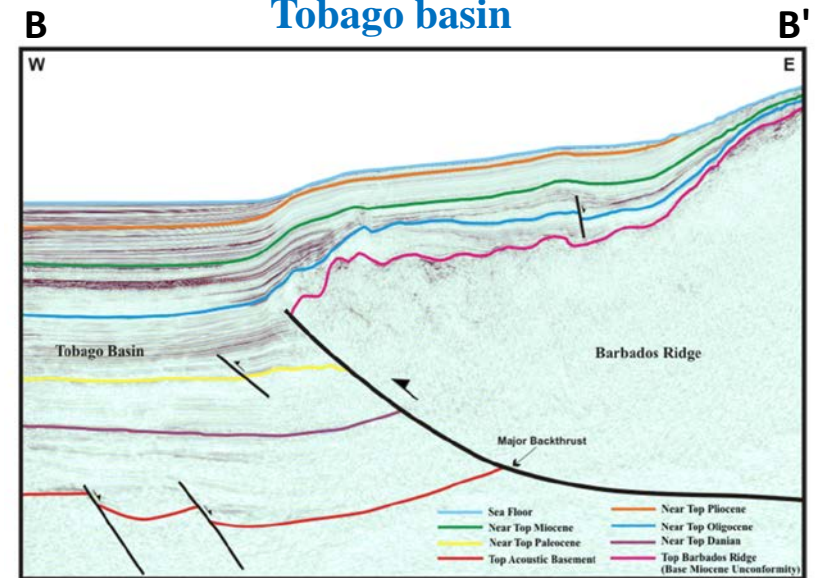 Tobago basin
B B'
W E
Tobago Basin
Barbados Ridge
Major Backthrust
Sea Floor
Near Top Miocene
Near Top Paleocene
Top Acoustic Basement
Near Top Pliocene
Near Top Oligocene
Near Top Danian
Top Barbados Ridge
(Base Miocene Unconformity)